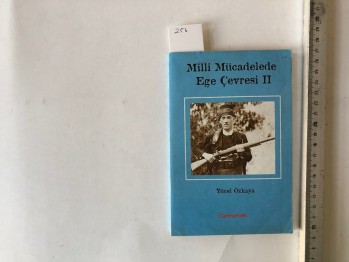 256
Milli Mücadelede
Ege Çevresi II
Yücel Özkaya